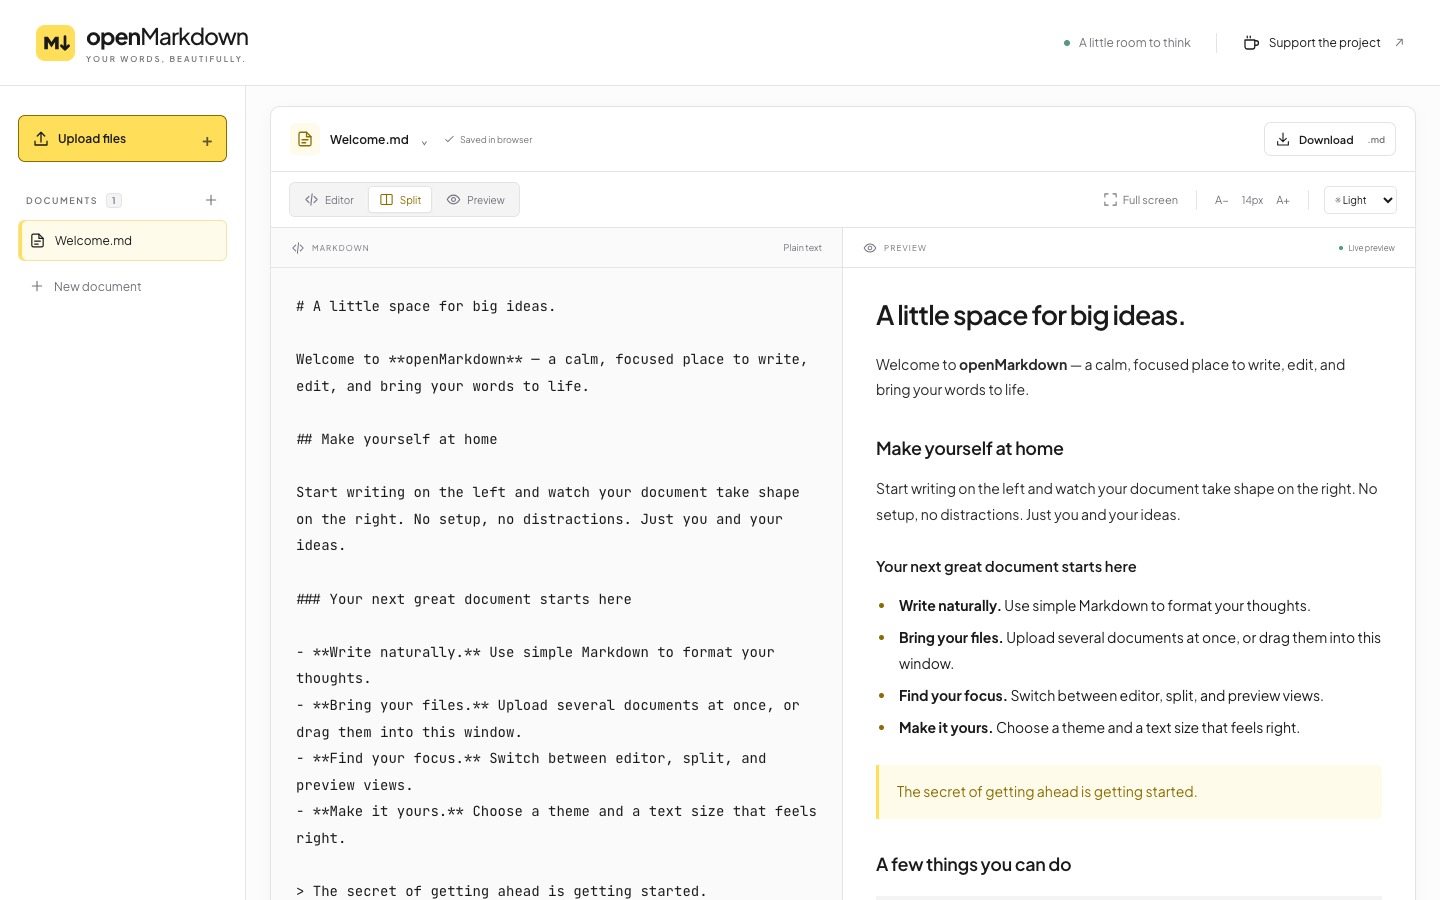 M↓ openMarkdown
YOUR WORDS, BEAUTIFULLY.
A little room to think
Support the project ↗
Upload files +
DOCUMENTS 1 +
Welcome.md
+ New document
Welcome.md
Saved in browser
Download .md
Editor
Split
Preview
Full screen
A−
14px
A+
☀Light
MARKDOWN
Plain text
# A little space for big ideas.
Welcome to **openMarkdown** — a calm, focused place to write,
edit, and bring your words to life.
## Make yourself at home
Start writing on the left and watch your document take shape
on the right. No setup, no distractions. Just you and your
ideas.
### Your next great document starts here
- **Write naturally.** Use simple Markdown to format your
thoughts.
- **Bring your files.** Upload several documents at once, or
drag them into this window.
- **Find your focus.** Switch between editor, split, and
preview views.
- **Make it yours.** Choose a theme and a text size that feels
right.
> The secret of getting ahead is getting started.
PREVIEW
Live preview
A little space for big ideas.
Welcome to openMarkdown — a calm, focused place to write, edit, and
bring your words to life.
Make yourself at home
Start writing on the left and watch your document take shape on the right. No
setup, no distractions. Just you and your ideas.
Your next great document starts here
• Write naturally. Use simple Markdown to format your thoughts.
• Bring your files. Upload several documents at once, or drag them into this
window.
• Find your focus. Switch between editor, split, and preview views.
• Make it yours. Choose a theme and a text size that feels right.
The secret of getting ahead is getting started.
A few things you can do